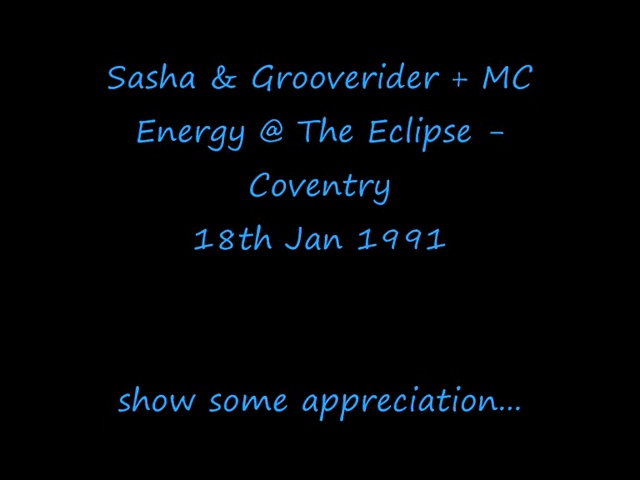 Sasha & Grooverider + MC
Energy @ The Eclipse -
Coventry
18th Jan 1991
show some appreciation...